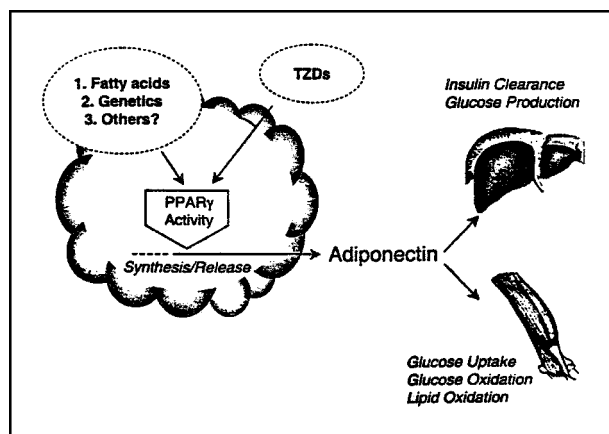 1. Fatty acids
2. Genetics
3. Others?
TZDs
PPARγ
Activity
Synthesis/Release
Adiponectin
Insulin Clearance
Glucose Production
Glucose Uptake
Glucose Oxidation
Lipid Oxidation